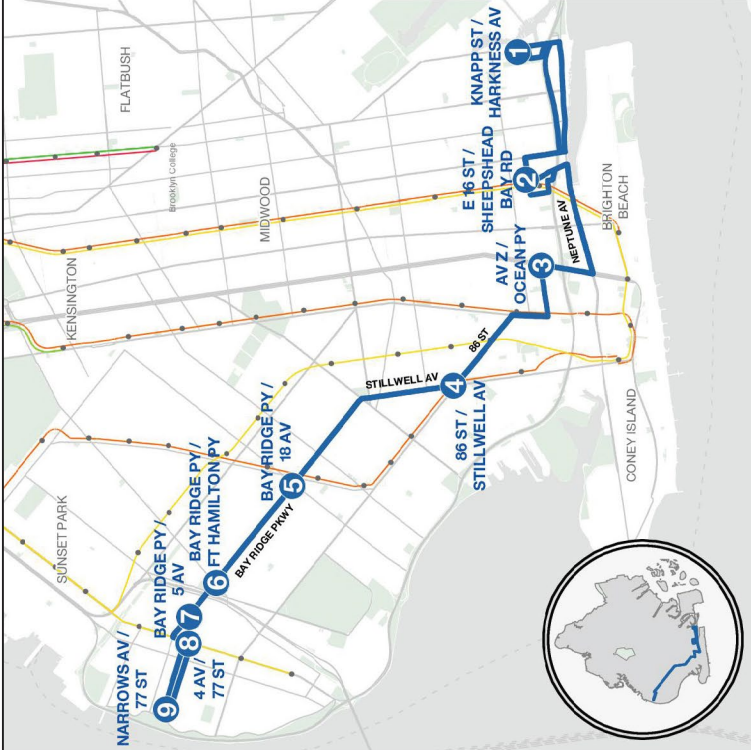 FLATBUSH
Brooklyn College
MIDWOOD
KENSINGTON
SUNSET PARK
BRIGHTON
BEACH
CONEY ISLAND
1
KNAPP ST /
HARKNESS AV
2
E 16 ST /
SHEEPSHEAD
BAY RD
NEPTUNE AV
3
AV Z /
OCEAN PY
86 ST
4
86 ST /
STILLWELL AV
STILLWELL AV
5
BAY RIDGE PY /
18 AV
BAY RIDGE PKWY
6
BAY RIDGE PY /
FT HAMILTON PY
7
BAY RIDGE PY /
5 AV
8
4 AV /
77 ST
9
NARROWS AV /
77 ST